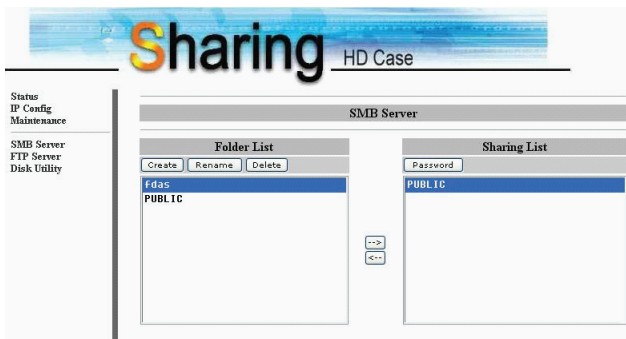 Sharing HD Case
Status
IP Config
Maintenance
SMB Server
FTP Server
Disk Utility
SMB Server
Folder List
Create Rename Delete
Fdas
PUBLIC
-->
<--
Sharing List
Password
PUBLIC